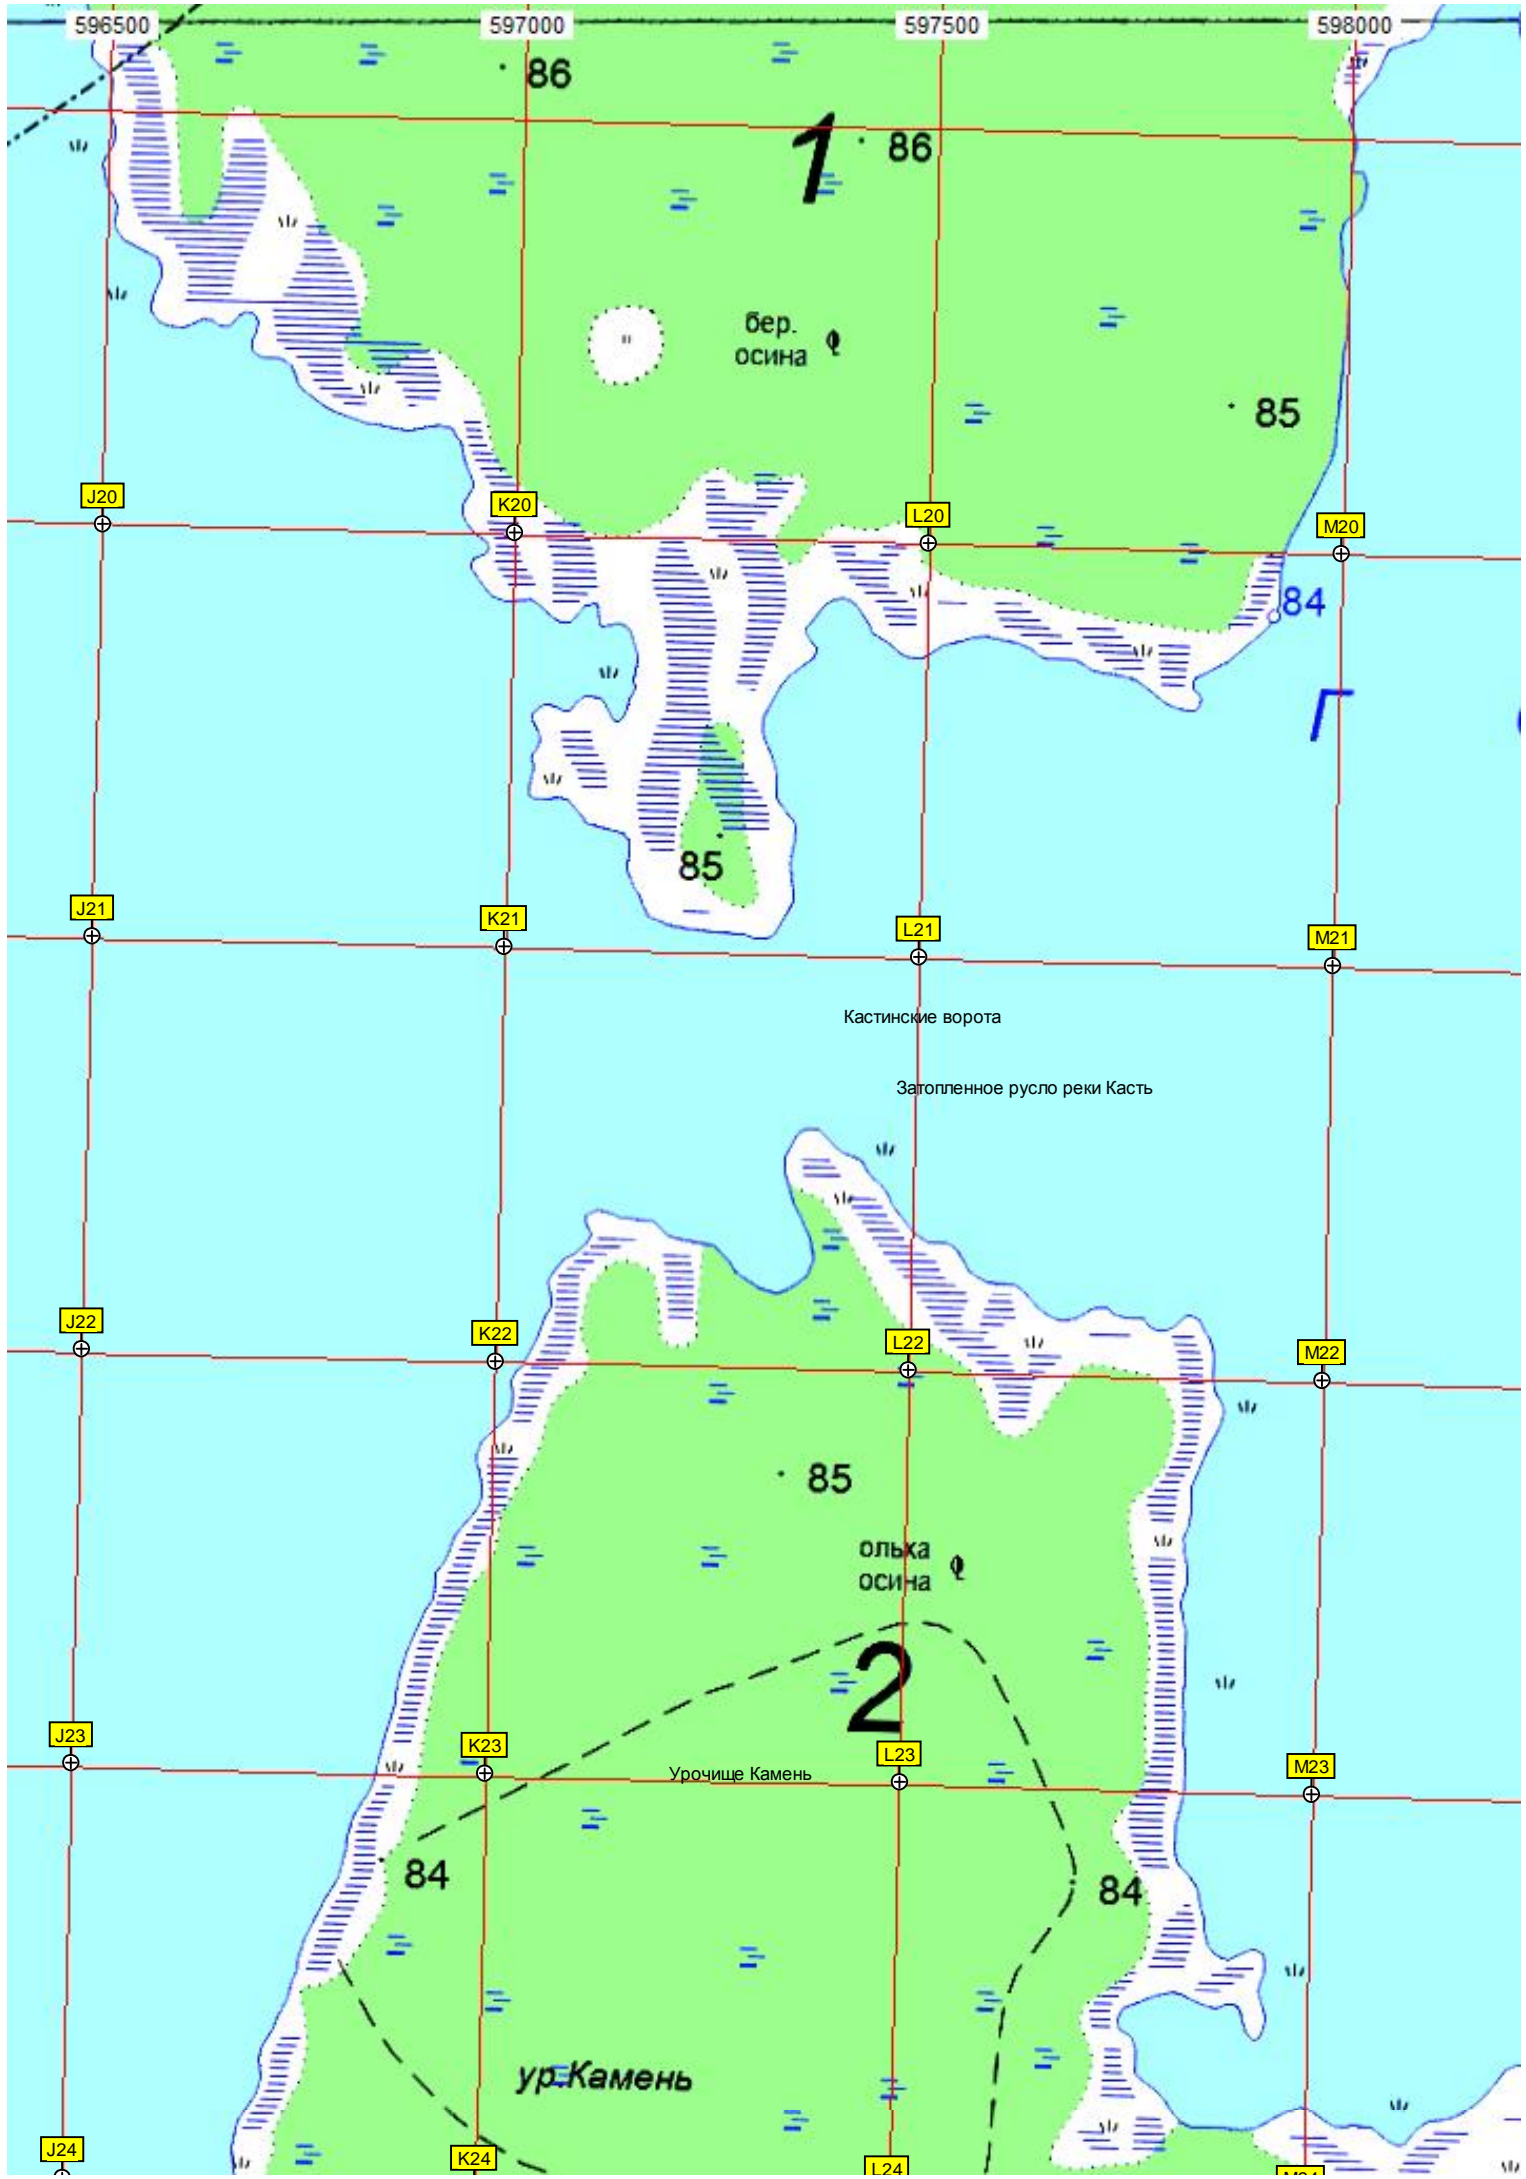 596500 597000 597500 598000
86
1
86
бер.
осина
85
J20 K20 L20 M20
84
Г
85
J21 K21 L21 M21
Кастинские ворота
Затопленное русло реки Касть
J22 K22 L22 M22
85
ольха
осина
2
J23 K23 L23 M23
Урочище Камень
84
84
ур.Камень
J24 K24 L24 M24